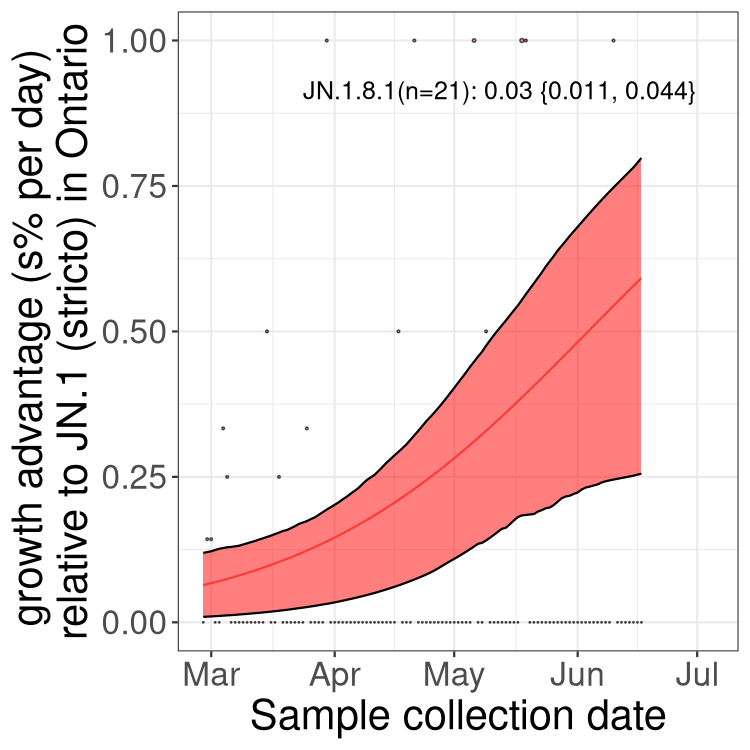 growth advantage (s% per day)
relative to JN.1 (stricto) in Ontario
1.00
0.75
0.50
0.25
0.00
JN.1.8.1(n=21): 0.03 {0.011, 0.044}
Mar Apr May Jun Jul
Sample collection date